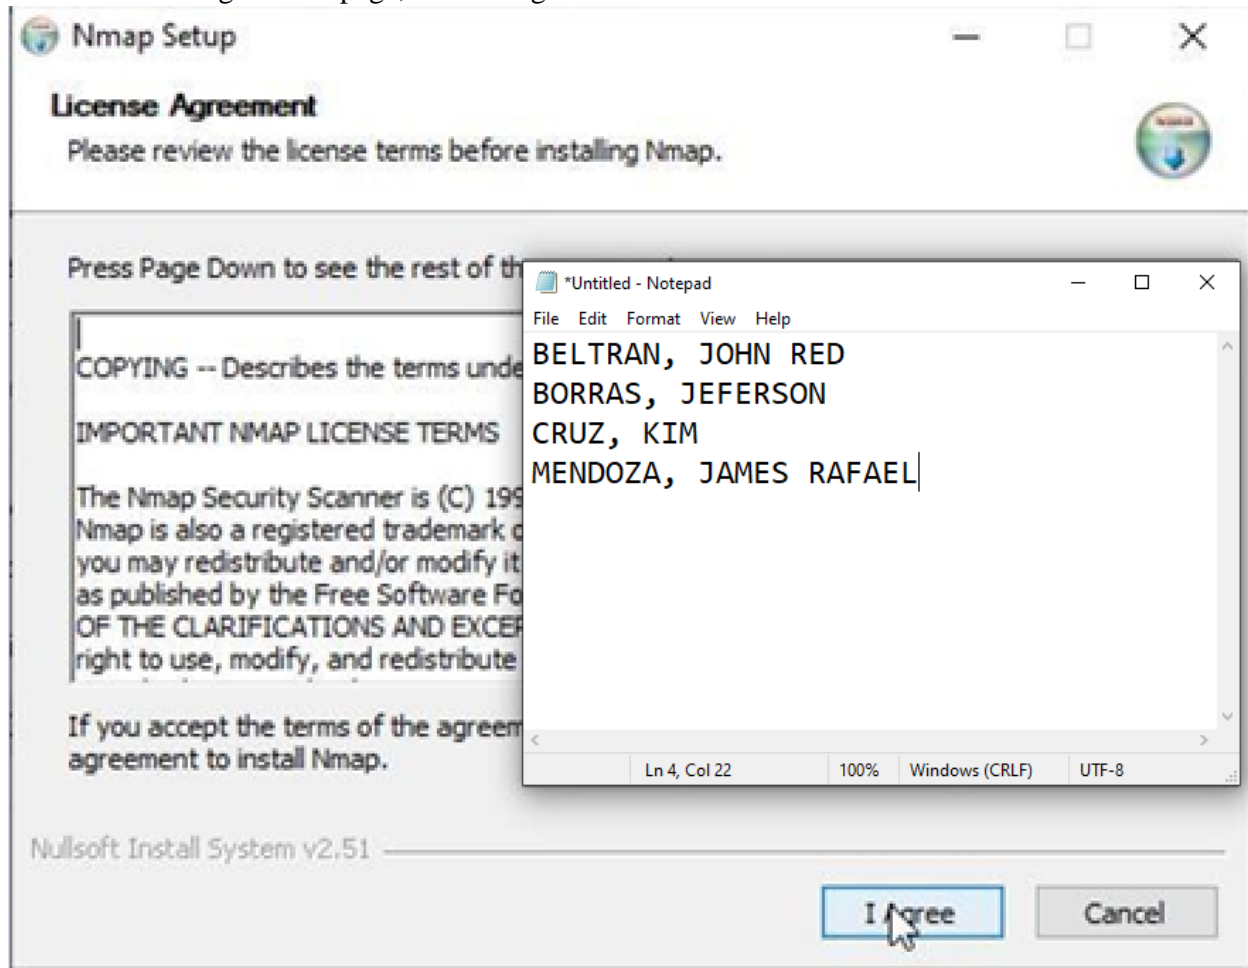 Nmap Setup
License Agreement
Please review the license terms before installing Nmap.
Press Page Down to see the rest of th
COPYING -- Describes the terms unde
IMPORTANT NMAP LICENSE TERMS
The Nmap Security Scanner is (C) 199
Nmap is also a registered trademark
you may redistribute and/or modify it
as published by the Free Software Fo
OF THE CLARIFICATIONS AND EXCEP
right to use, modify, and redistribute
If you accept the terms of the agreem
agreement to install Nmap.
*Untitled - Notepad
File Edit Format View Help
BELTRAN, JOHN RED
BORRAS, JEFERSON
CRUZ, KIM
MENDOZA, JAMES RAFAEL
Ln 4, Col 22 100% Windows (CRLF) UTF-8
Nullsoft Install System v2.51
I Agree Cancel